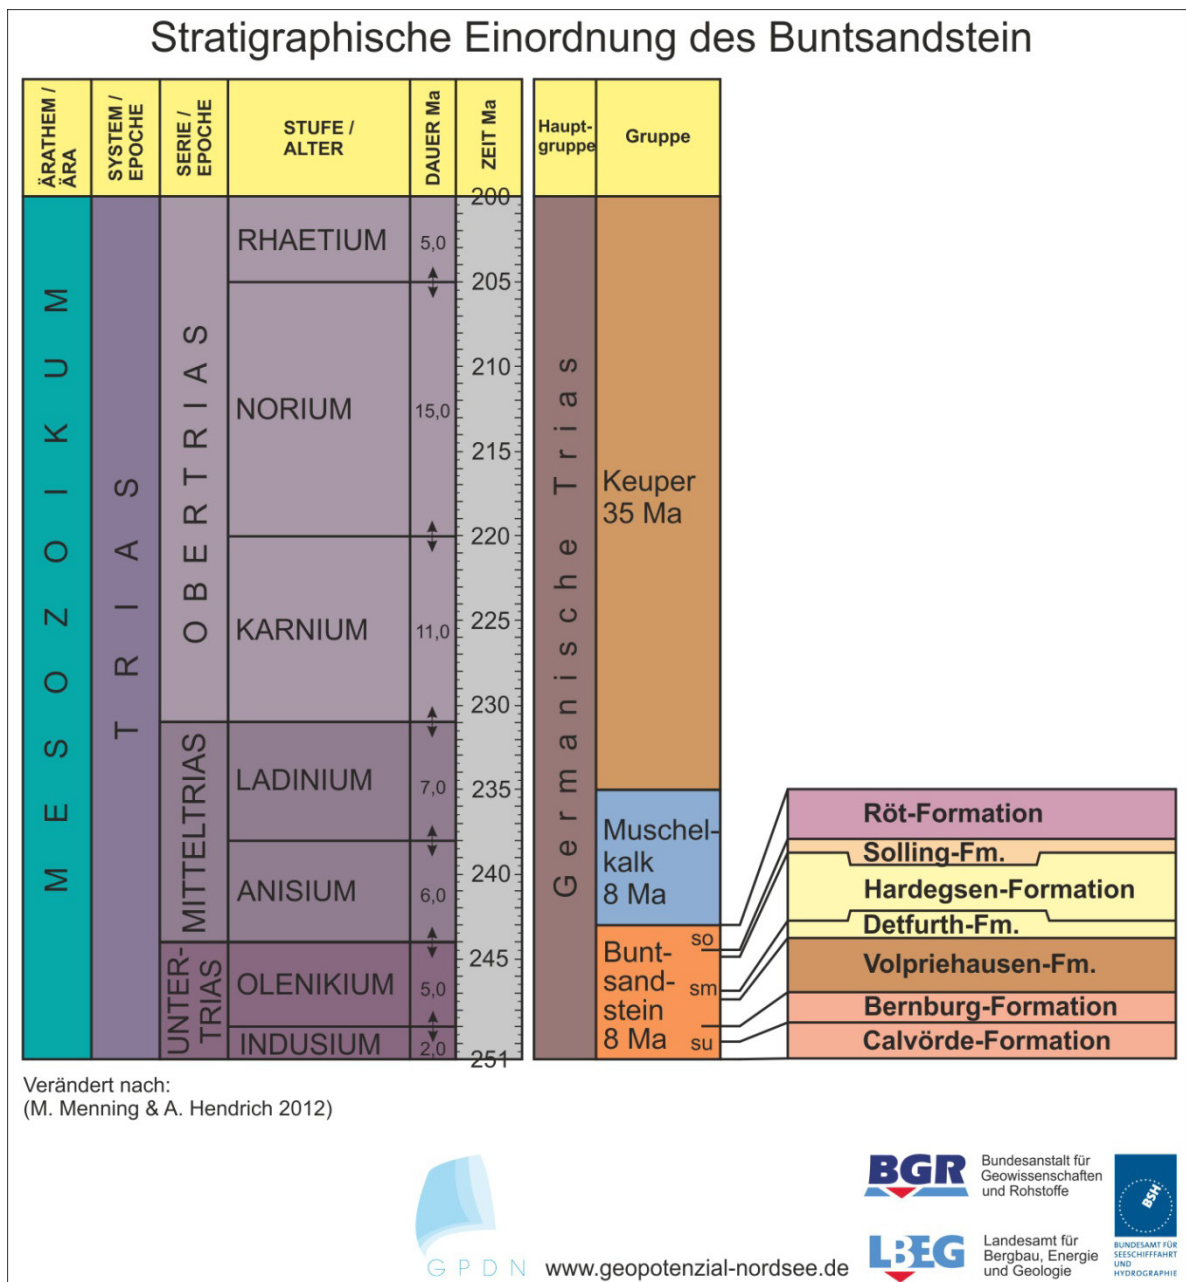 Stratigraphische Einordnung des Buntsandstein
ÄRATHEM /
ÄRA
SYSTEM /
EPOCHE
SERIE /
EPOCHE
STUFE /
ALTER
DAUER Ma
ZEIT Ma
Haupt-
gruppe
Gruppe
MESOZOIKUM
TRIAS
OBERTRIAS
MITTELTRIAS
UNTER-
TRIAS
RHAETIUM
NORIUM
KARNIUM
LADINIUM
ANISIUM
OLENIKIUM
INDUSIUM
5,0
15,0
11,0
7,0
6,0
5,0
2,0
200
205
210
215
220
225
230
235
240
245
251
Germanische Trias
Keuper
35 Ma
Muschel-
kalk
8 Ma
Bunt-
sand-
stein
8 Ma
so
sm
su
Röt-Formation
Solling-Fm.
Hardegsen-Formation
Detfurth-Fm.
Volpriehausen-Fm.
Bernburg-Formation
Calvörde-Formation
Verändert nach:
(M. Menning & A. Hendrich 2012)
GPDN
www.geopotenzial-nordsee.de
BGR
Bundesanstalt für
Geowissenschaften
und Rohstoffe
LBEG
Landesamt für
Bergbau, Energie
und Geologie
BSH
BUNDESAMT FÜR
SEESCHIFFFAHRT
UND
HYDROGRAPHIE